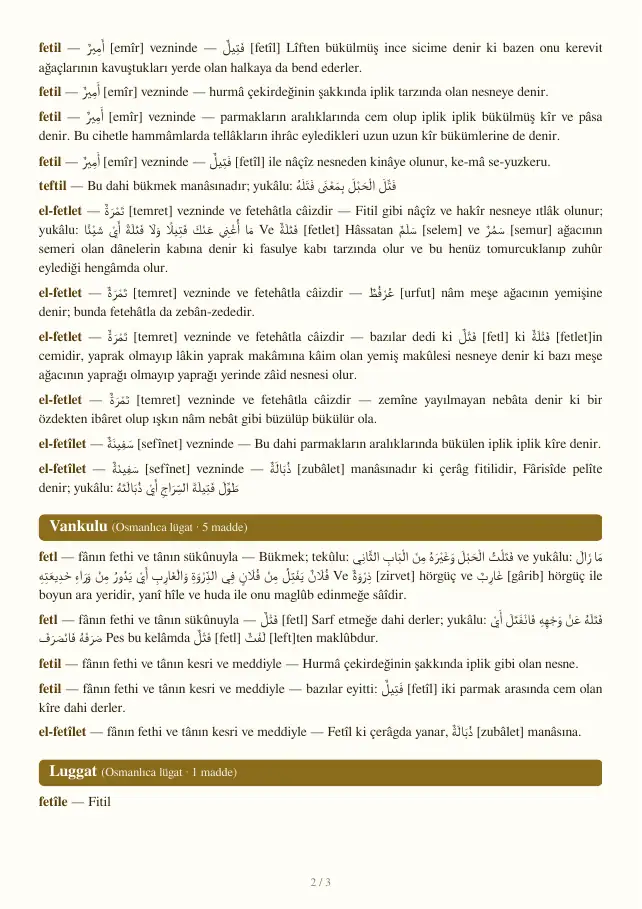 fetil — أَمِيرٌ [emîr] vezninde — فَتِيلٌ [fetîl] Lîften bükülmüş ince sicime denir ki bazen onu kerevit
ağaçlarının kavuştukları yerde olan halkaya da bend ederler.
fetil — أَمِيرٌ [emîr] vezninde — hurmâ çekirdeğinin şakkında iplik tarzında olan nesneye denir.
fetil — أَمِيرٌ [emîr] vezninde — parmakların aralıklarında cem olup iplik iplik bükülmüş kîr ve pâsa
denir. Bu cihetle hammâmlarda tellâkların ihrâc eyledikleri uzun uzun kîr bükümlerine de denir.
fetil — أَمِيرٌ [emîr] vezninde — فَتِيلٌ [fetîl] ile nâçîz nesneden kinâye olunur, ke-mâ se-yuzkeru.
teftil — Bu dahi bükmek manâsınadır; yukâlu: فَتَّلَ الْحَبْلَ بِمَعْنَى فَتَلَهُ
el-fetlet — تَمْرَةٌ [temret] vezninde ve fetehâtla câizdir — Fitil gibi nâçîz ve hakîr nesneye ıtlâk olunur;
yukâlu: مَا أُغْنِي عَنْكَ فَتِيلًا وَلَا فَتْلَةً أَيْ شَيْئًا Ve فَتْلَةٌ [fetlet] Hâssatan سَلَمٌ [selem] ve سَمُرٌ [semur] ağacının
semeri olan dânelerin kabına denir ki fasulye kabı tarzında olur ve bu henüz tomurcuklanıp zuhûr
eylediği hengâmda olur.
el-fetlet — تَمْرَةٌ [temret] vezninde ve fetehâtla câizdir — عُرْفُطٌ [urfut] nâm meşe ağacının yemişine
denir; bunda fetehâtla da zebân-zededir.
el-fetlet — تَمْرَةٌ [temret] vezninde ve fetehâtla câizdir — bazılar dedi ki فَتْلٌ [fetl] ki فَتْلَةٌ [fetlet]in
cemidir, yaprak olmayıp lâkin yaprak makâmına kâim olan yemiş makûlesi nesneye denir ki bazı meşe
ağacının yaprağı olmayıp yaprağı yerinde zâid nesnesi olur.
el-fetlet — تَمْرَةٌ [temret] vezninde ve fetehâtla câizdir — zemîne yayılmayan nebâta denir ki bir
özdekten ibâret olup ışkın nâm nebât gibi büzülüp bükülür ola.
el-fetîlet — سَفِينَةٌ [sefînet] vezninde — Bu dahi parmakların aralıklarında bükülen iplik iplik kîre denir.
el-fetîlet — سَفِينَةٌ [sefînet] vezninde — ذُبَالَةٌ [zubâlet] manâsınadır ki çerâg fitilidir, Fârisîde pelîte
denir; yukâlu: طَوَّلَ فَتِيلَةَ السِّرَاجِ أَيْ ذُبَالَتَهُ
Vankulu (Osmanlıca lügat · 5 madde)
fetl — fânın fethi ve tânın sükûnuyla — Bükmek; tekûlu: فَتَلْتُ الْحَبْلَ وَغَيْرَهُ مِنَ الْبَابِ الثَّانِي ve yukâlu: مَا زَالَ
فُلَانٌ يَفْتِلُ مِنْ فُلَانٍ فِي الذِّرْوَةِ وَالْغَارِبِ أَيْ يَدُورُ مِنْ وَرَاءِ خَدِيعَتِهِ Ve ذِرْوَةٌ [zirvet] hörgüç ve غَارِبٌ [gârib] hörgüç ile
boyun ara yeridir, yanî hîle ve huda ile onu maglûb edinmeğe sâîdir.
fetl — fânın fethi ve tânın sükûnuyla — فَتْلٌ [fetl] Sarf etmeğe dahi derler; yukâlu: فَتَلَهُ عَنْ وَجْهِهِ فَانْفَتَلَ أَيْ
صَرَفَهُ فَانْصَرَفَ Pes bu kelâmda فَتْلٌ [fetl] لَفْتٌ [left]ten maklûbdur.
fetil — fânın fethi ve tânın kesri ve meddiyle — Hurmâ çekirdeğinin şakkında iplik gibi olan nesne.
fetil — fânın fethi ve tânın kesri ve meddiyle — bazılar eyitti: فَتِيلٌ [fetîl] iki parmak arasında cem olan
kîre dahi derler.
el-fetîlet — fânın fethi ve tânın kesri ve meddiyle — Fetîl ki çerâgda yanar, ذُبَالَةٌ [zubâlet] manâsına.
Luggat (Osmanlıca lügat · 1 madde)
fetîle — Fitil
2 / 3